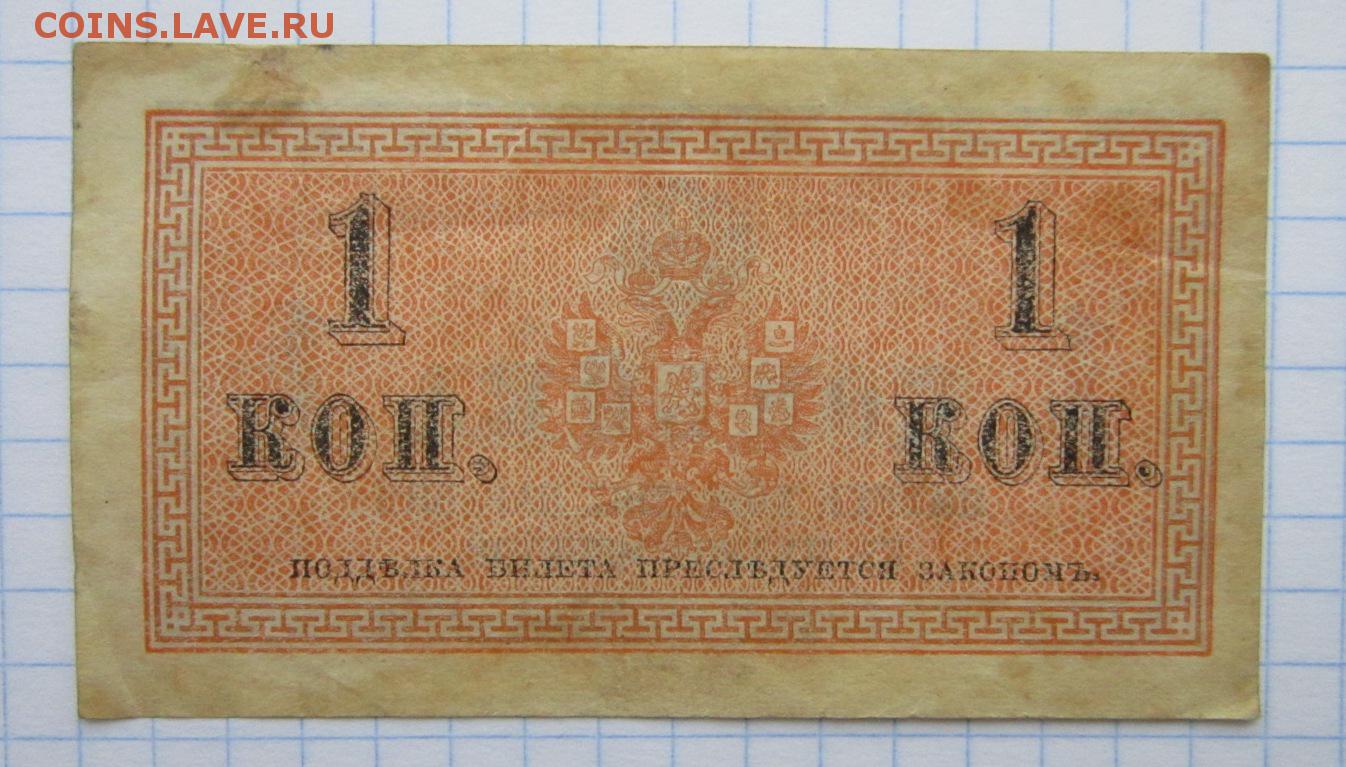 COINS.LAVE.RU
1 1
КОП. КОП.
ПОДДѢЛКА БИЛЕТА ПРЕСЛѢДУЕТСЯ ЗАКОНОМЪ.